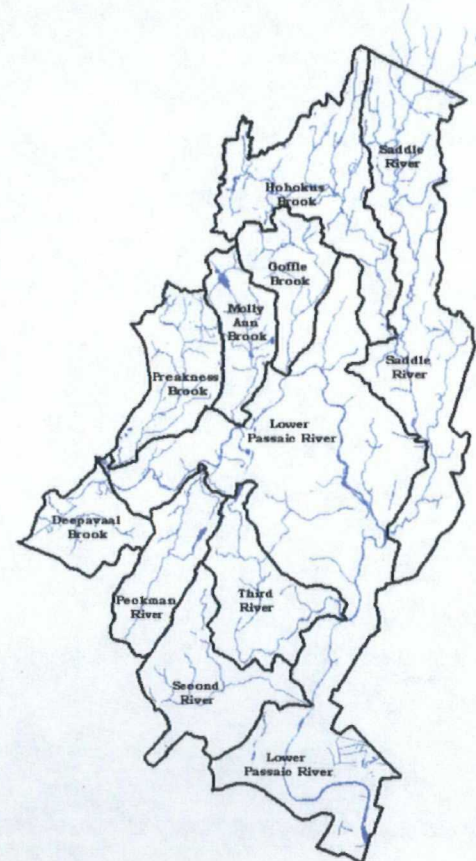 Saddle
River
Hohokus
Brook
Goffle
Brook
Molly
Ann
Brook
Saddle
River
Preakness
Brook
Lower
Passaic River
Deepavaal
Brook
Peckman
River
Third
River
Second
River
Lower
Passaic River